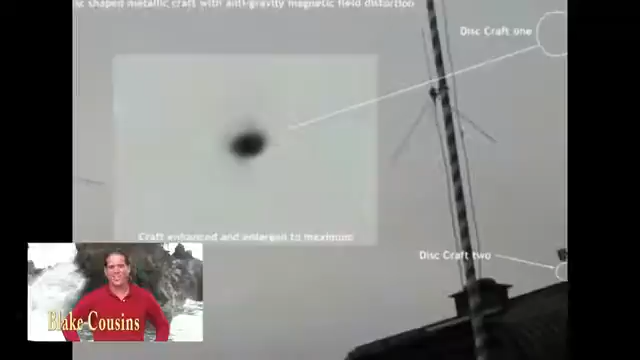 c shaped metallic craft with anti-gravity magnetic field distortion
Disc Craft one
Craft enhanced and enlarged to maximum
Disc Craft two
Blake Cousins